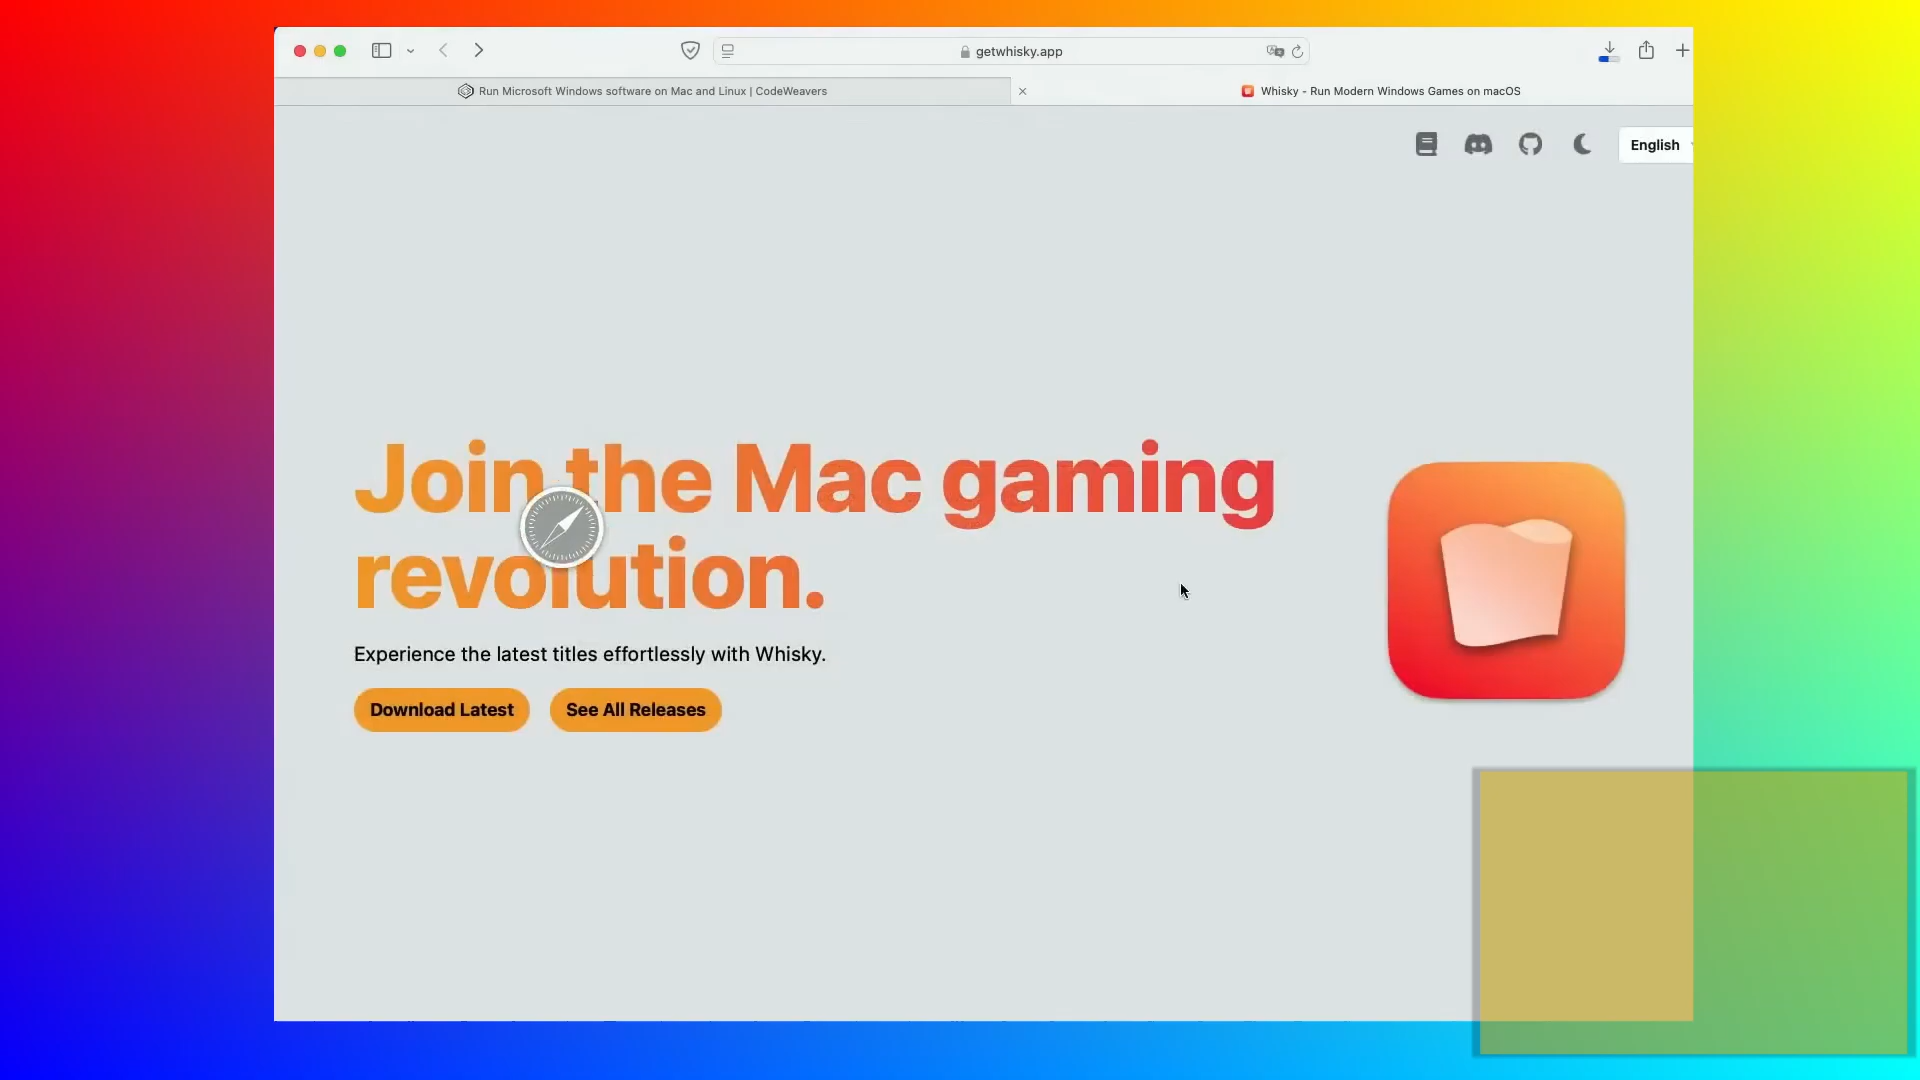 getwhisky.app
Run Microsoft Windows software on Mac and Linux | CodeWeavers
Whisky - Run Modern Windows Games on macOS
English
Join the Mac gaming
revolution.
Experience the latest titles effortlessly with Whisky.
Download Latest
See All Releases